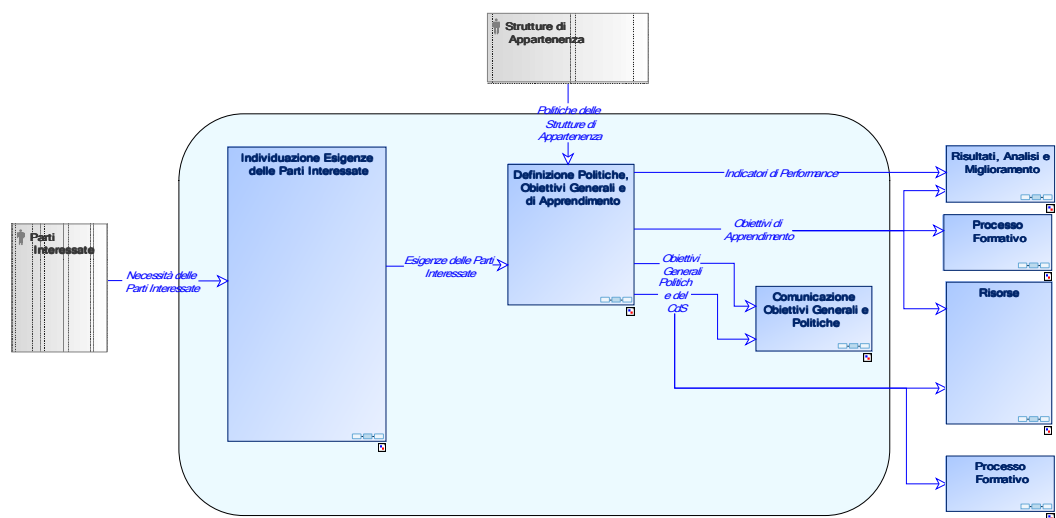 Strutture di
Appartenenza
Politiche delle
Strutture di
Appartenenza
Individuazione Esigenze
delle Parti Interessate
Definizione Politiche,
Obiettivi Generali e
di Apprendimento
Risultati, Analisi e
Miglioramento
Indicatori di Performance
Parti
Interessate
Necessità delle
Parti Interessate
Esigenze delle Parti
Interessate
Obiettivi di
Apprendimento
Processo
Formativo
Obiettivi
Generali
Politich
e del
CdS
Comunicazione
Obiettivi Generali e
Politiche
Risorse
Processo
Formativo